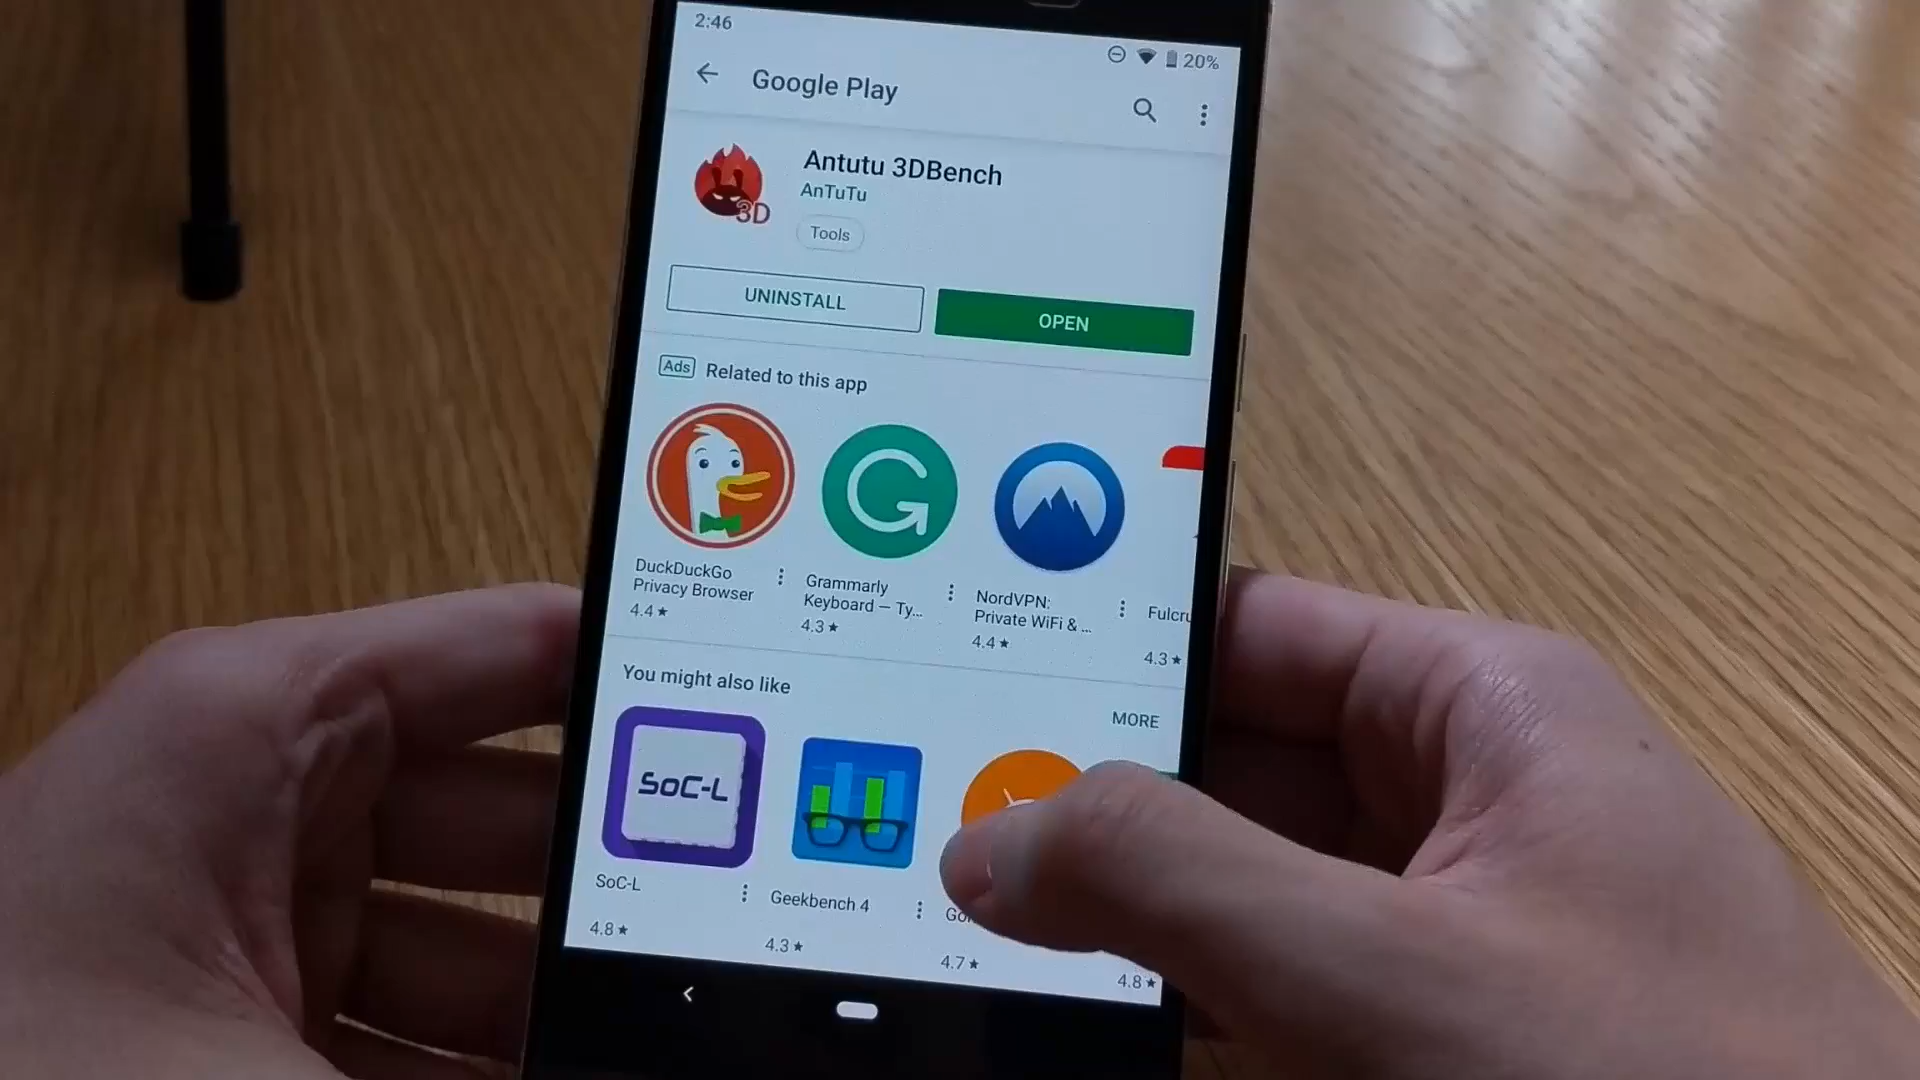 2:46
20%
Google Play
Antutu 3DBench
AnTuTu
3D
Tools
UNINSTALL
OPEN
Ads Related to this app
DuckDuckGo
Privacy Browser
4.4★
Grammarly
Keyboard — Ty...
4.3★
NordVPN:
Private WiFi & ...
4.4★
Fulcru
4.3★
You might also like
MORE
SoC-L
SoC-L
4.8★
Geekbench 4
4.3★
4.7★
4.8★